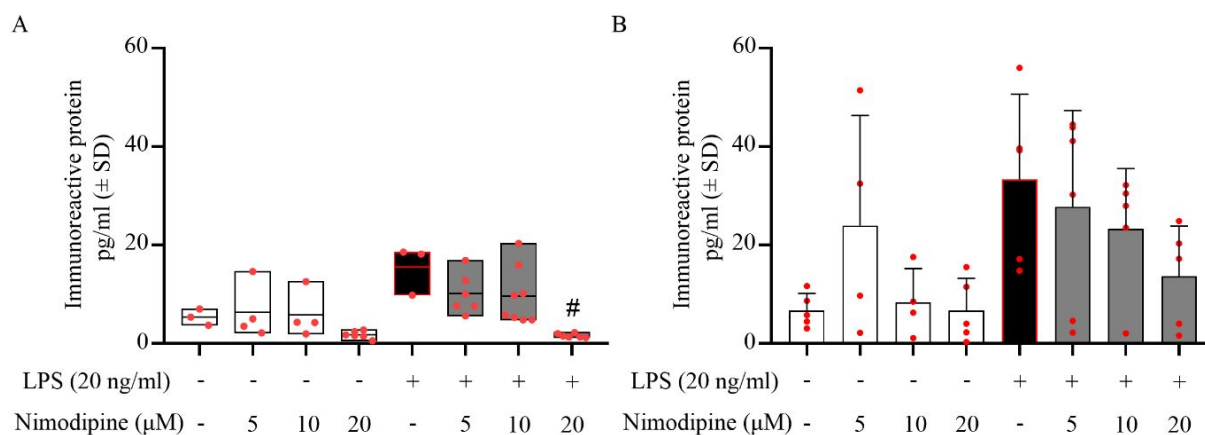 A
B
Immunoreactive protein
pg/ml (± SD)
60
40
20
0
#
LPS (20 ng/ml) - - - - + + + +
Nimodipine (μM) - 5 10 20 - 5 10 20
Immunoreactive protein
pg/ml (± SD)
60
40
20
0
LPS (20 ng/ml) - - - - + + + +
Nimodipine (μM) - 5 10 20 - 5 10 20